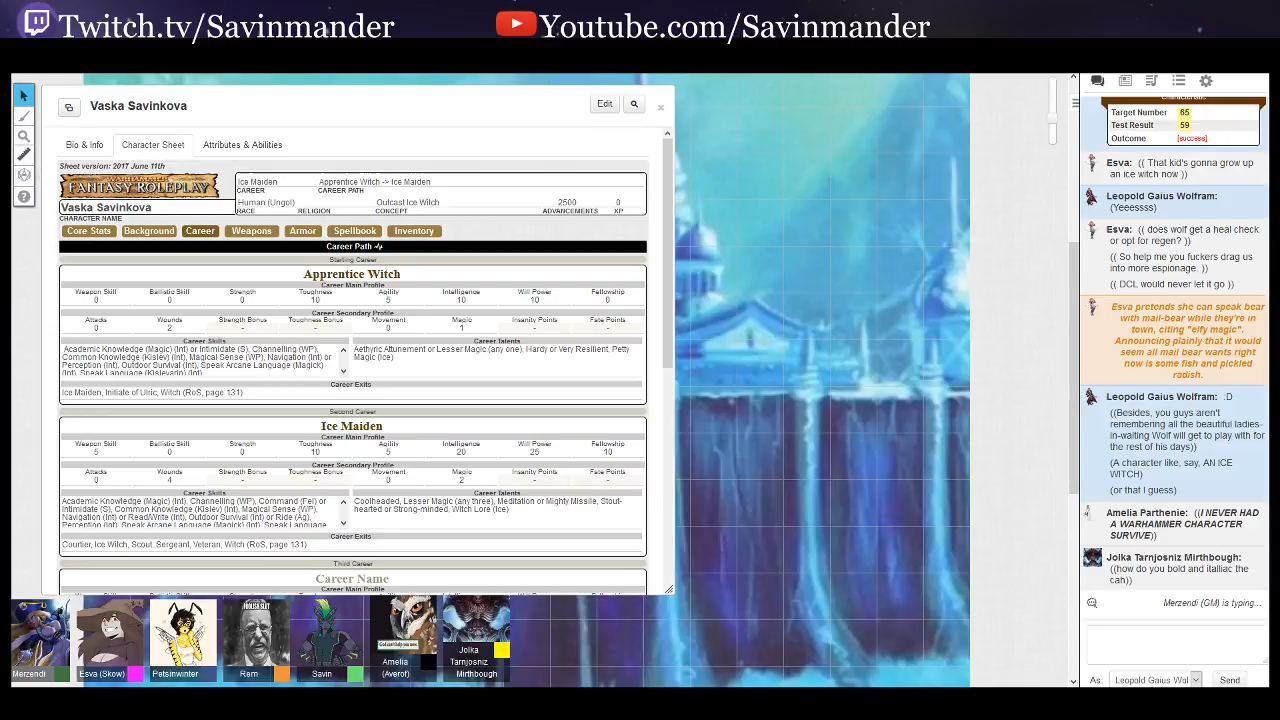 Twitch.tv/Savinmander
Youtube.com/Savinmander
Vaska Savinkova
Edit
Bio & Info
Character Sheet
Attributes & Abilities
Sheet version: 2017 June 11th
FANTASY ROLEPLAY
Ice Maiden Apprentice Witch -> Ice Maiden
CAREER CAREER PATH
Human (Ungol) Outcast Ice Witch 2500 0
RACE RELIGION CONCEPT ADVANCEMENTS XP
Vaska Savinkova
CHARACTER NAME
Core Stats Background Career Weapons Armor Spellbook Inventory
Career Path
Starting Career
Apprentice Witch
Career Main Profile
Weapon Skill Ballistic Skill Strength Toughness Agility Intelligence Will Power Fellowship
0 0 0 10 5 10 10 0
Career Secondary Profile
Attacks Wounds Strength Bonus Toughness Bonus Movement Magic Insanity Points Fate Points
0 2 - - 0 1 - -
Career Skills
Academic Knowledge (Magic) (Int) or Intimidate (S), Channelling (WP),
Common Knowledge (Kislev) (Int), Magical Sense (WP), Navigation (Int) or
Perception (Int), Outdoor Survival (int), Speak Arcane Language (Magick)
(Int), Speak Language (Kislevarin) (Int)
Career Talents
Aethyric Attunement or Lesser Magic (any one), Hardy or Very Resilient, Petty
Magic (Ice)
Career Exits
Ice Maiden, Initiate of Ulric, Witch (RoS, page 131)
Second Career
Ice Maiden
Career Main Profile
Weapon Skill Ballistic Skill Strength Toughness Agility Intelligence Will Power Fellowship
5 0 0 10 5 20 25 10
Career Secondary Profile
Attacks Wounds Strength Bonus Toughness Bonus Movement Magic Insanity Points Fate Points
0 4 - - 0 2 - -
Career Skills
Academic Knowledge (Magic) (Int), Channelling (WP), Command (Fel) or
Intimidate (S), Common Knowledge (Kislev) (Int), Magical Sense (WP),
Navigation (Int) or Read/Write (Int), Outdoor Survival (Int) or Ride (Ag),
Perception (Int), Speak Arcane Language (Magick) (Int), Speak Language
Career Talents
Coolheaded, Lesser Magic (any three), Meditation or Mighty Missile, Stout-
hearted or Strong-minded, Witch Lore (Ice)
Career Exits
Courtier, Ice Witch, Scout, Sergeant, Veteran, Witch (RoS, page 131)
Third Career
Career Name
Career Main Profile
Merzendi
Esva (Skow)
Petsinwinter
Rem
Savin
God can't help you now.
Amelia
(Averof)
Jolka
Tarnjosniz
Mirthbough
Target Number 65
Test Result 59
Outcome [success]
Esva: (( That kid's gonna grow up
an ice witch now ))
Leopold Gaius Wolfram:
(Yeeessss)
Esva: (( does wolf get a heal check
or opt for regen? ))
(( So help me you fuckers drag us
into more espionage. ))
(( DCL would never let it go ))
Esva pretends she can speak bear
with mail-bear while they're in
town, citing "elfy magic".
Announcing plainly that it would
seem all mail bear wants right
now is some fish and pickled
radish.
Leopold Gaius Wolfram: :D
((Besides, you guys aren't
remembering all the beautiful ladies-
in-waiting Wolf will get to play with for
the rest of his days))
(A character like, say, AN ICE
WITCH)
(or that I guess)
Amelia Parthenie: ((I NEVER HAD
A WARHAMMER CHARACTER
SURVIVE))
Jolka Tarnjosniz Mirthbough:
((how do you bold and italliac the
cah))
Merzendi (GM) is typing...
As: Leopold Gaius Wol Send